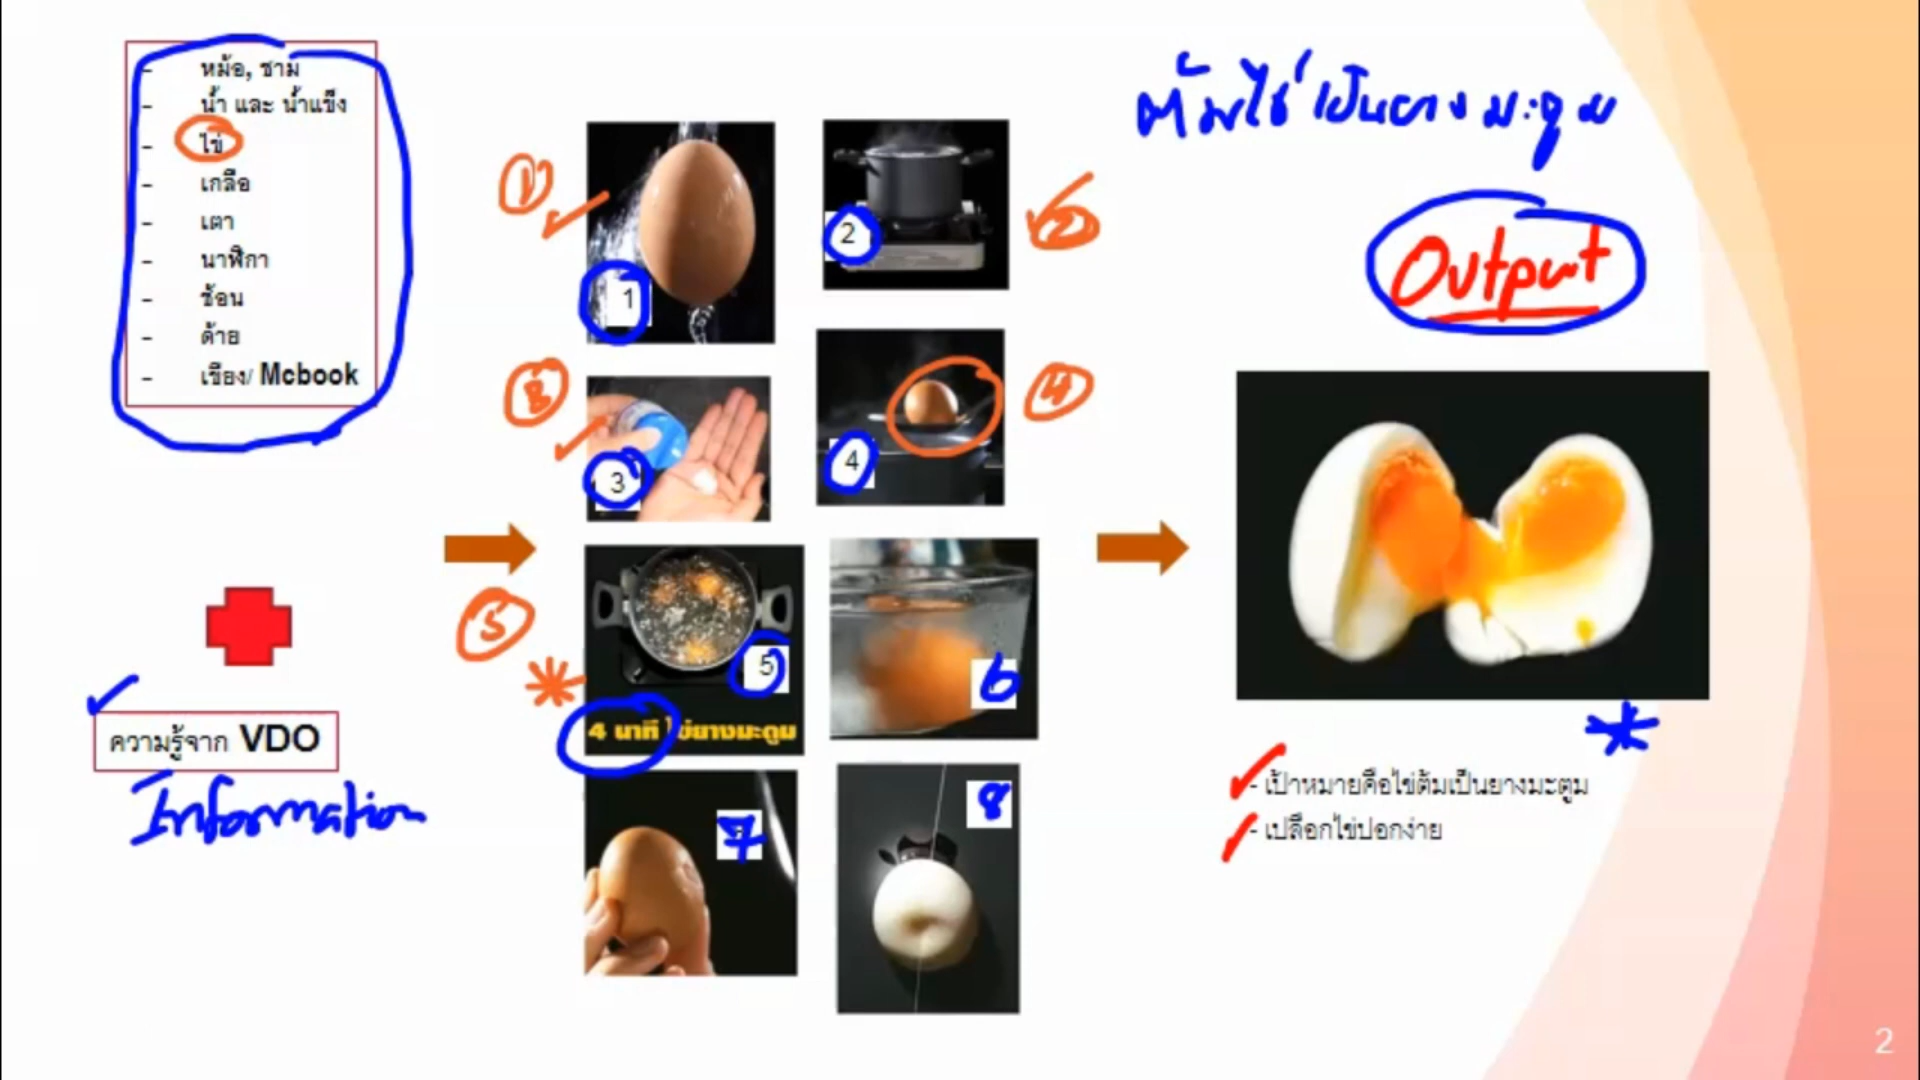 - หม้อ, ชาม
- น้ำ และ น้ำแข็ง
- ไข่
- เกลือ
- เตา
- นาฬิกา
- ช้อน
- ด้าย
- เขียง/ Mcbook
ความรู้จาก VDO
Information
① 1
2 2
3 3
4 4
5 5
4 นาที ไข่ยางมะตูม
6
7
8
ต้มไข่เป็นยางมะตูม
Output
- เป้าหมายคือไข่ต้มเป็นยางมะตูม
- เปลือกไข่ปอกง่าย
2